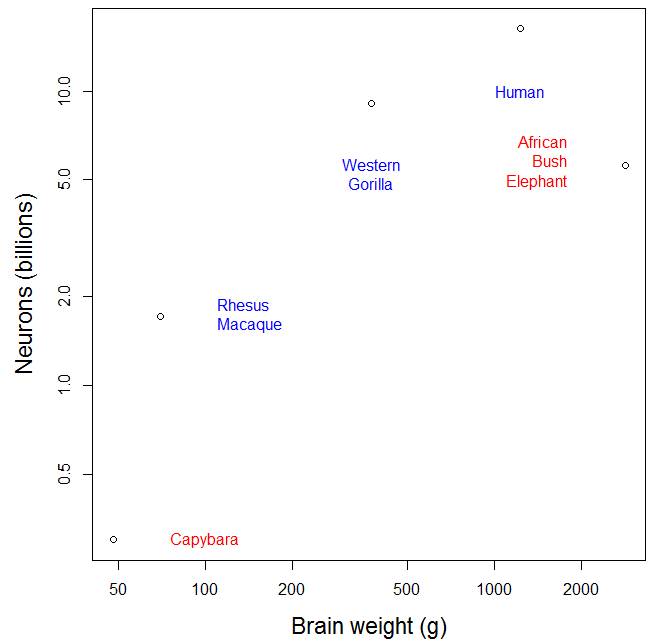 Neurons (billions)
10.0
5.0
2.0
1.0
0.5
Human
African
Bush
Elephant
Western
Gorilla
Rhesus
Macaque
Capybara
50
100
200
500
1000
2000
Brain weight (g)